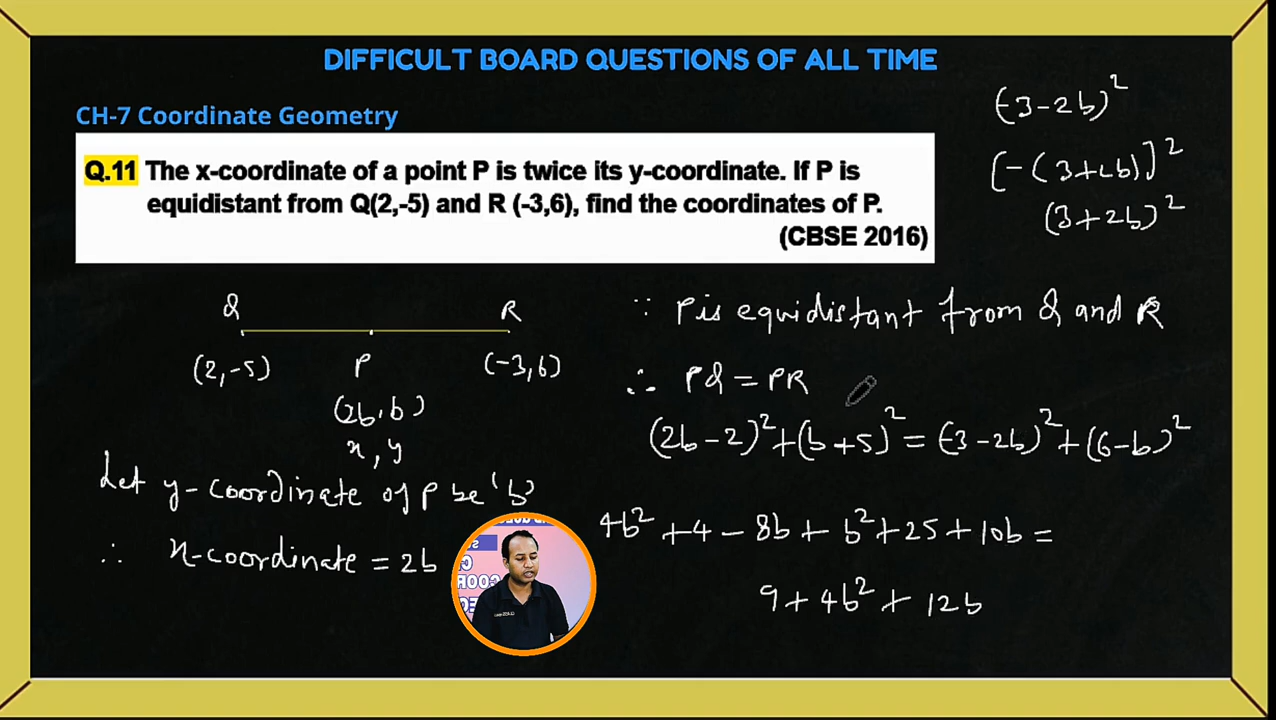 DIFFICULT BOARD QUESTIONS OF ALL TIME
CH-7 Coordinate Geometry
Q.11 The x-coordinate of a point P is twice its y-coordinate. If P is
equidistant from Q(2,-5) and R (-3,6), find the coordinates of P.
(CBSE 2016)
(-3-2b)²
[-(3+2b)]²
(3+2b)²
Q R
(2,-5) P (-3,6)
(2b, b)
x, y
Let y-coordinate of P be 'b'
∴ x-coordinate = 2b
∵ P is equidistant from Q and R
∴ PQ = PR
(2b-2)²+(b+5)²=(-3-2b)²+(6-b)²
4b²+4-8b+b²+25+10b=
9+4b²+12b